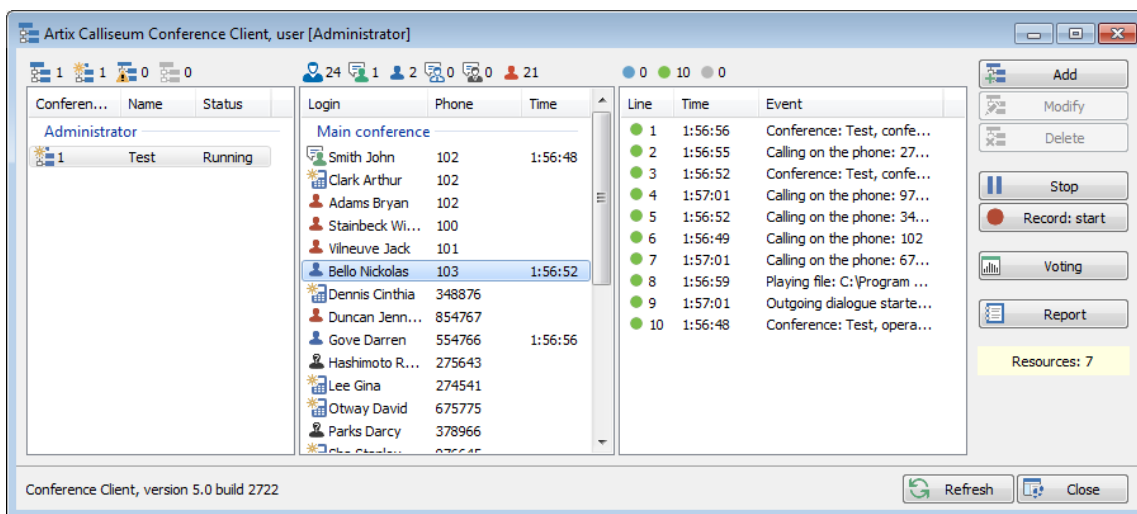 Artix Calliseum Conference Client, user [Administrator]
1 1 0 0
24 1 2 0 0 21
0 10 0
Add
Conferen... Name Status
Login Phone Time
Line Time Event
Modify
Administrator
Main conference
1 1:56:56 Conference: Test, confe...
Delete
1 Test Running
Smith John 102 1:56:48
2 1:56:55 Calling on the phone: 27...
Clark Arthur 102
3 1:56:52 Conference: Test, confe...
Stop
Adams Bryan 102
4 1:57:01 Calling on the phone: 97...
Stainbeck Wi... 100
5 1:56:52 Calling on the phone: 34...
Record: start
Vilneuve Jack 101
6 1:56:49 Calling on the phone: 102
Bello Nickolas 103 1:56:52
7 1:57:01 Calling on the phone: 67...
Voting
Dennis Cinthia 348876
8 1:56:59 Playing file: C:\Program ...
Duncan Jenn... 854767
9 1:57:01 Outgoing dialogue starte...
Report
Gove Darren 554766 1:56:56
10 1:56:48 Conference: Test, opera...
Hashimoto R... 275643
Resources: 7
Lee Gina 274541
Otway David 675775
Parks Darcy 378966
Conference Client, version 5.0 build 2722
Refresh
Close